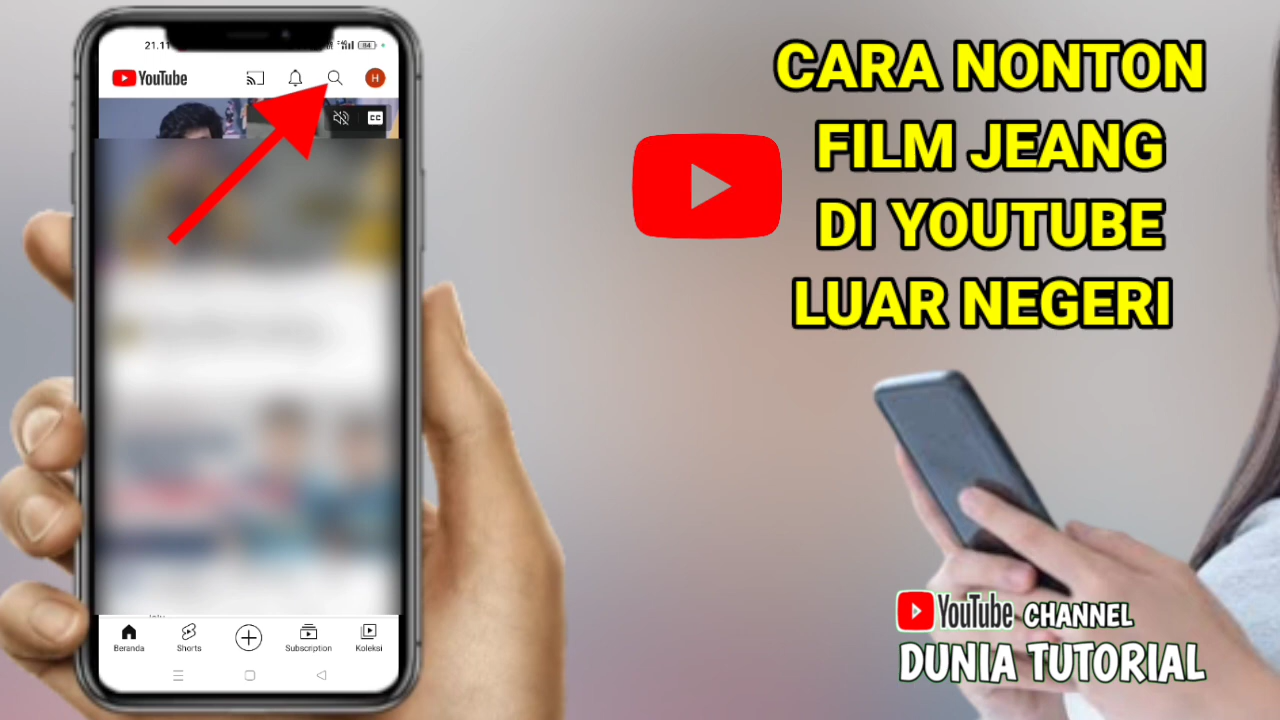 21.11
84
YouTube
H
CC
CARA NONTON
FILM JEANG
DI YOUTUBE
LUAR NEGERI
Beranda
Shorts
Subscription
Koleksi
YouTube CHANNEL
DUNIA TUTORIAL